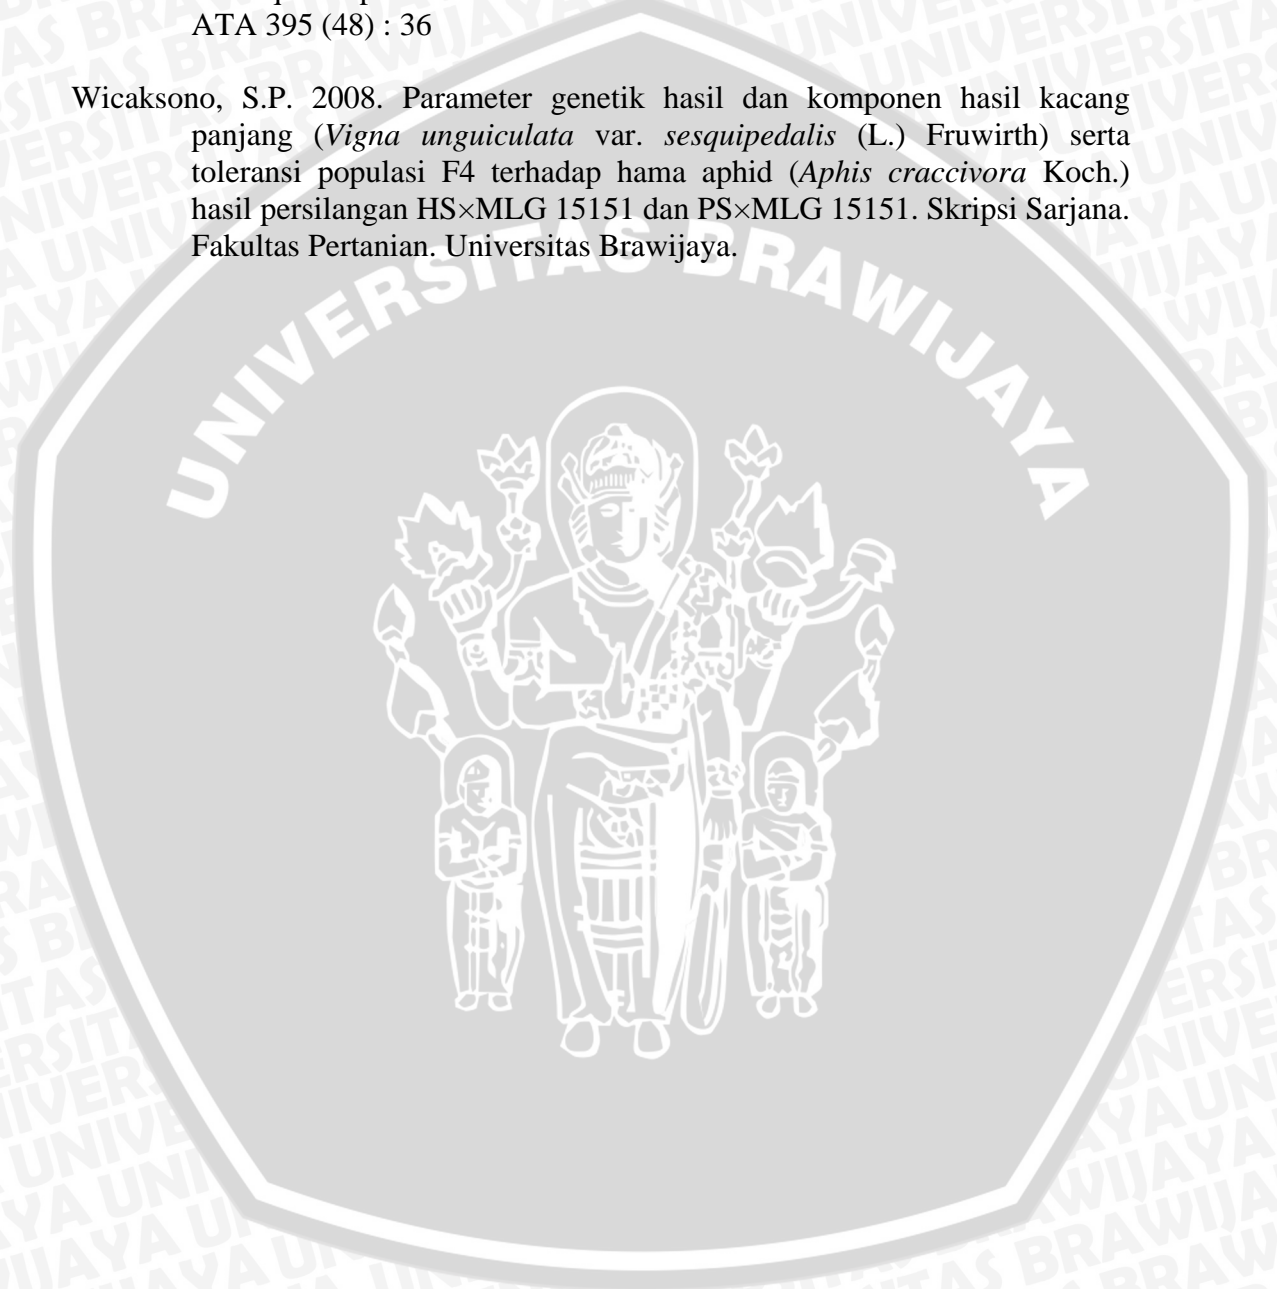 ATA 395 (48) : 36
Wicaksono, S.P. 2008. Parameter genetik hasil dan komponen hasil kacang
panjang (Vigna unguiculata var. sesquipedalis (L.) Fruwirth) serta
toleransi populasi F4 terhadap hama aphid (Aphis craccivora Koch.)
hasil persilangan HS×MLG 15151 dan PS×MLG 15151. Skripsi Sarjana.
Fakultas Pertanian. Universitas Brawijaya.
UNIVERSITAS BRAWIJAYA